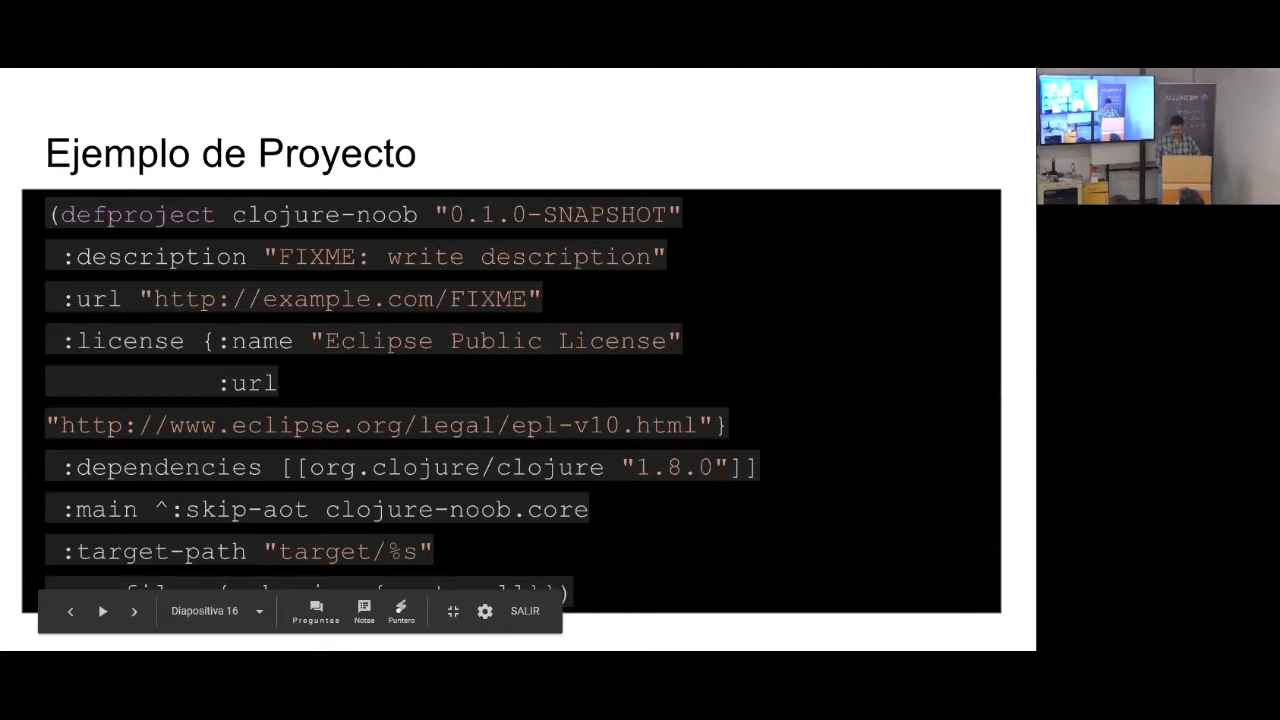 Ejemplo de Proyecto
(defproject clojure-noob "0.1.0-SNAPSHOT"
:description "FIXME: write description"
:url "http://example.com/FIXME"
:license {:name "Eclipse Public License"
:url
"http://www.eclipse.org/legal/epl-v10.html"}
:dependencies [[org.clojure/clojure "1.8.0"]]
:main ^:skip-aot clojure-noob.core
:target-path "target/%s"
Diapositiva 16
Preguntas
Notas
Puntero
SALIR
MEDALLIA